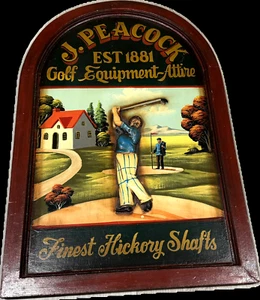 J. PEACOCK
EST 1881
Golf-Equipment-Attire
Finest Hickory Shafts